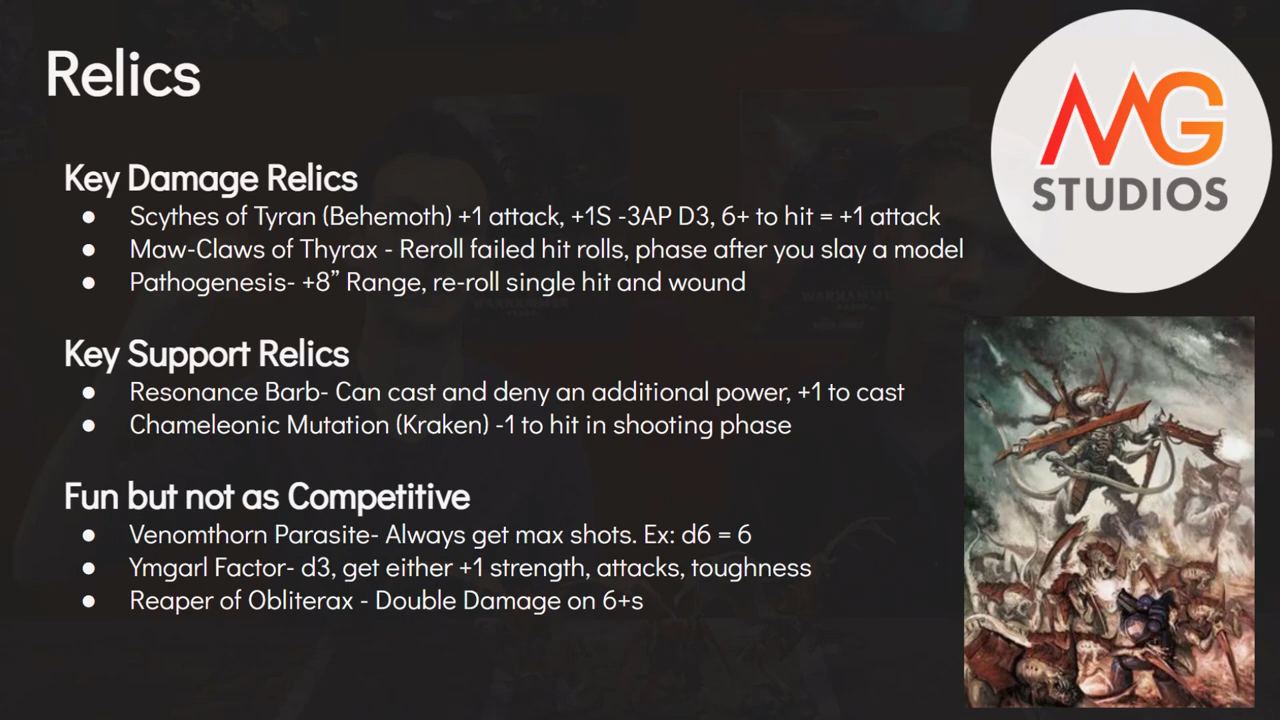 Relics
MG
STUDIOS
Key Damage Relics
● Scythes of Tyran (Behemoth) +1 attack, +1S -3AP D3, 6+ to hit = +1 attack
● Maw-Claws of Thyrax - Reroll failed hit rolls, phase after you slay a model
● Pathogenesis- +8” Range, re-roll single hit and wound
Key Support Relics
● Resonance Barb- Can cast and deny an additional power, +1 to cast
● Chameleonic Mutation (Kraken) -1 to hit in shooting phase
Fun but not as Competitive
● Venomthorn Parasite- Always get max shots. Ex: d6 = 6
● Ymgarl Factor- d3, get either +1 strength, attacks, toughness
● Reaper of Obliterax - Double Damage on 6+s